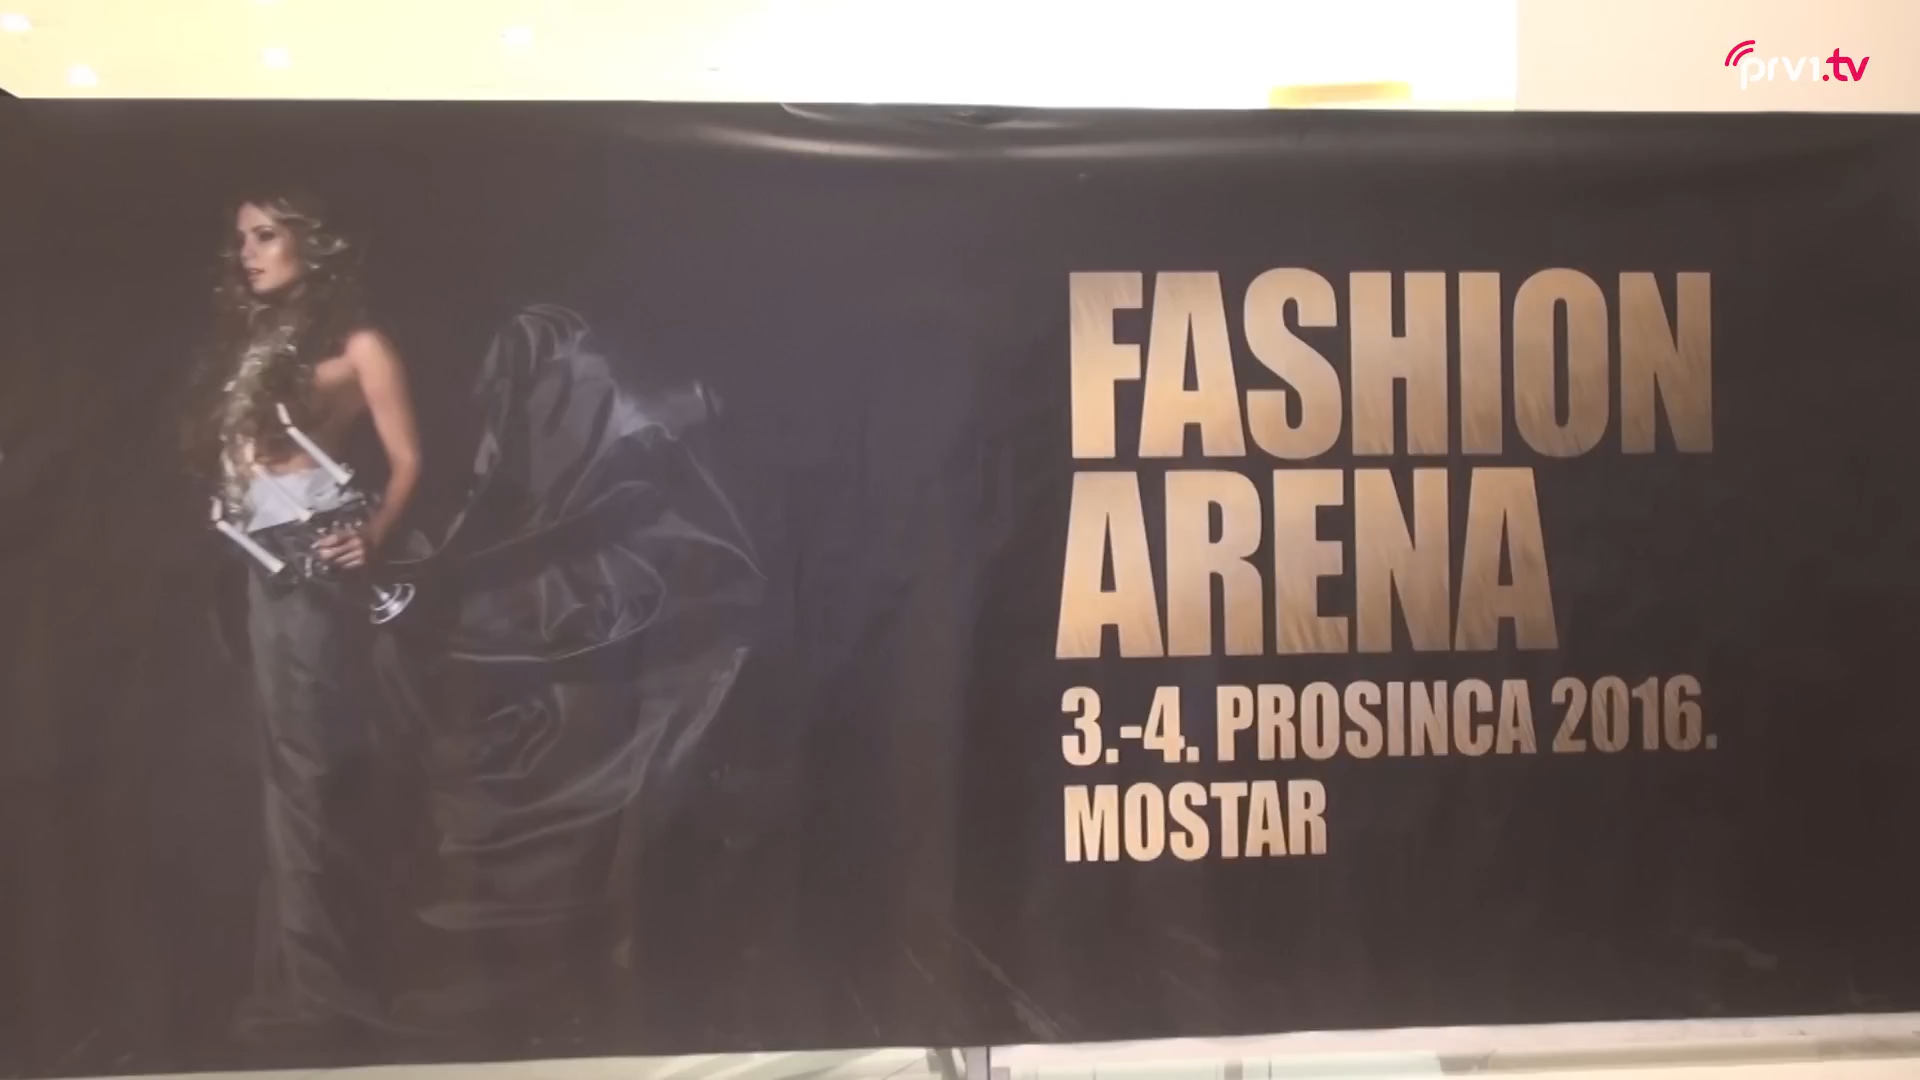 prv1.tv
FASHION
ARENA
3.-4. PROSINCA 2016.
MOSTAR